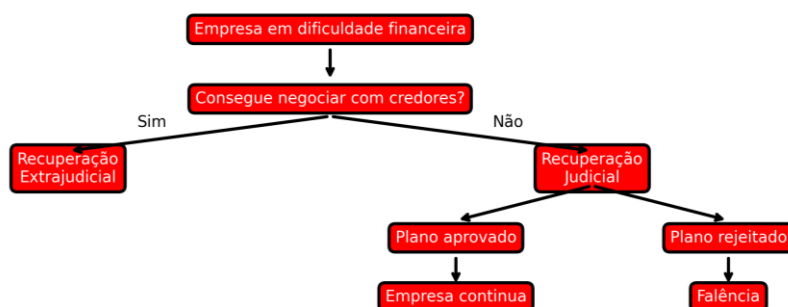 Empresa em dificuldade financeira
Consegue negociar com credores?
Sim
Não
Recuperação
Extrajudicial
Recuperação
Judicial
Plano aprovado
Plano rejeitado
Empresa continua
Falência